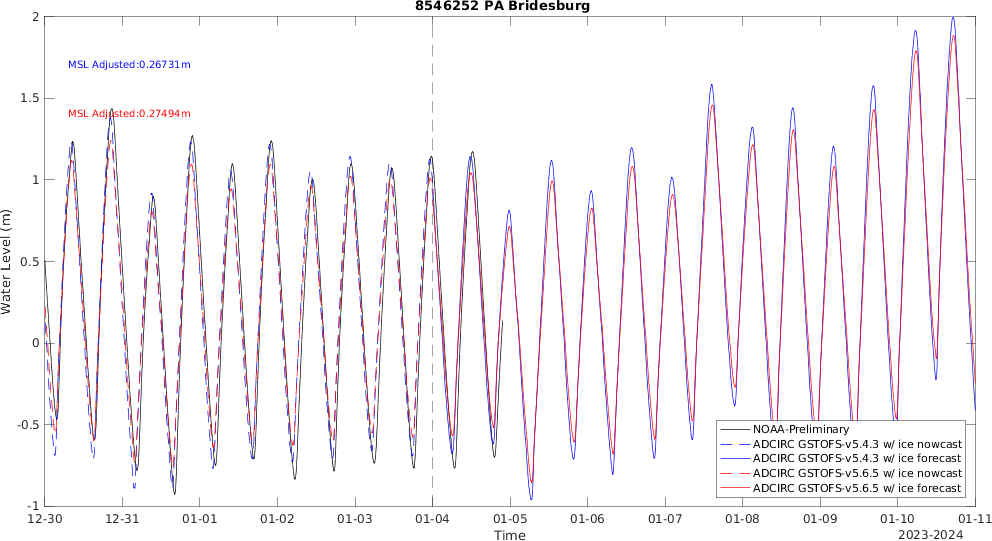 8546252 PA Bridesburg
MSL Adjusted:0.26731m
MSL Adjusted:0.27494m
Water Level (m)
2
1.5
1
0.5
0
-0.5
-1
NOAA-Preliminary
ADCIRC GSTOFS-v5.4.3 w/ ice nowcast
ADCIRC GSTOFS-v5.4.3 w/ ice forecast
ADCIRC GSTOFS-v5.6.5 w/ ice nowcast
ADCIRC GSTOFS-v5.6.5 w/ ice forecast
12-30 12-31 01-01 01-02 01-03 01-04 01-05 01-06 01-07 01-08 01-09 01-10 01-11
Time
2023-2024